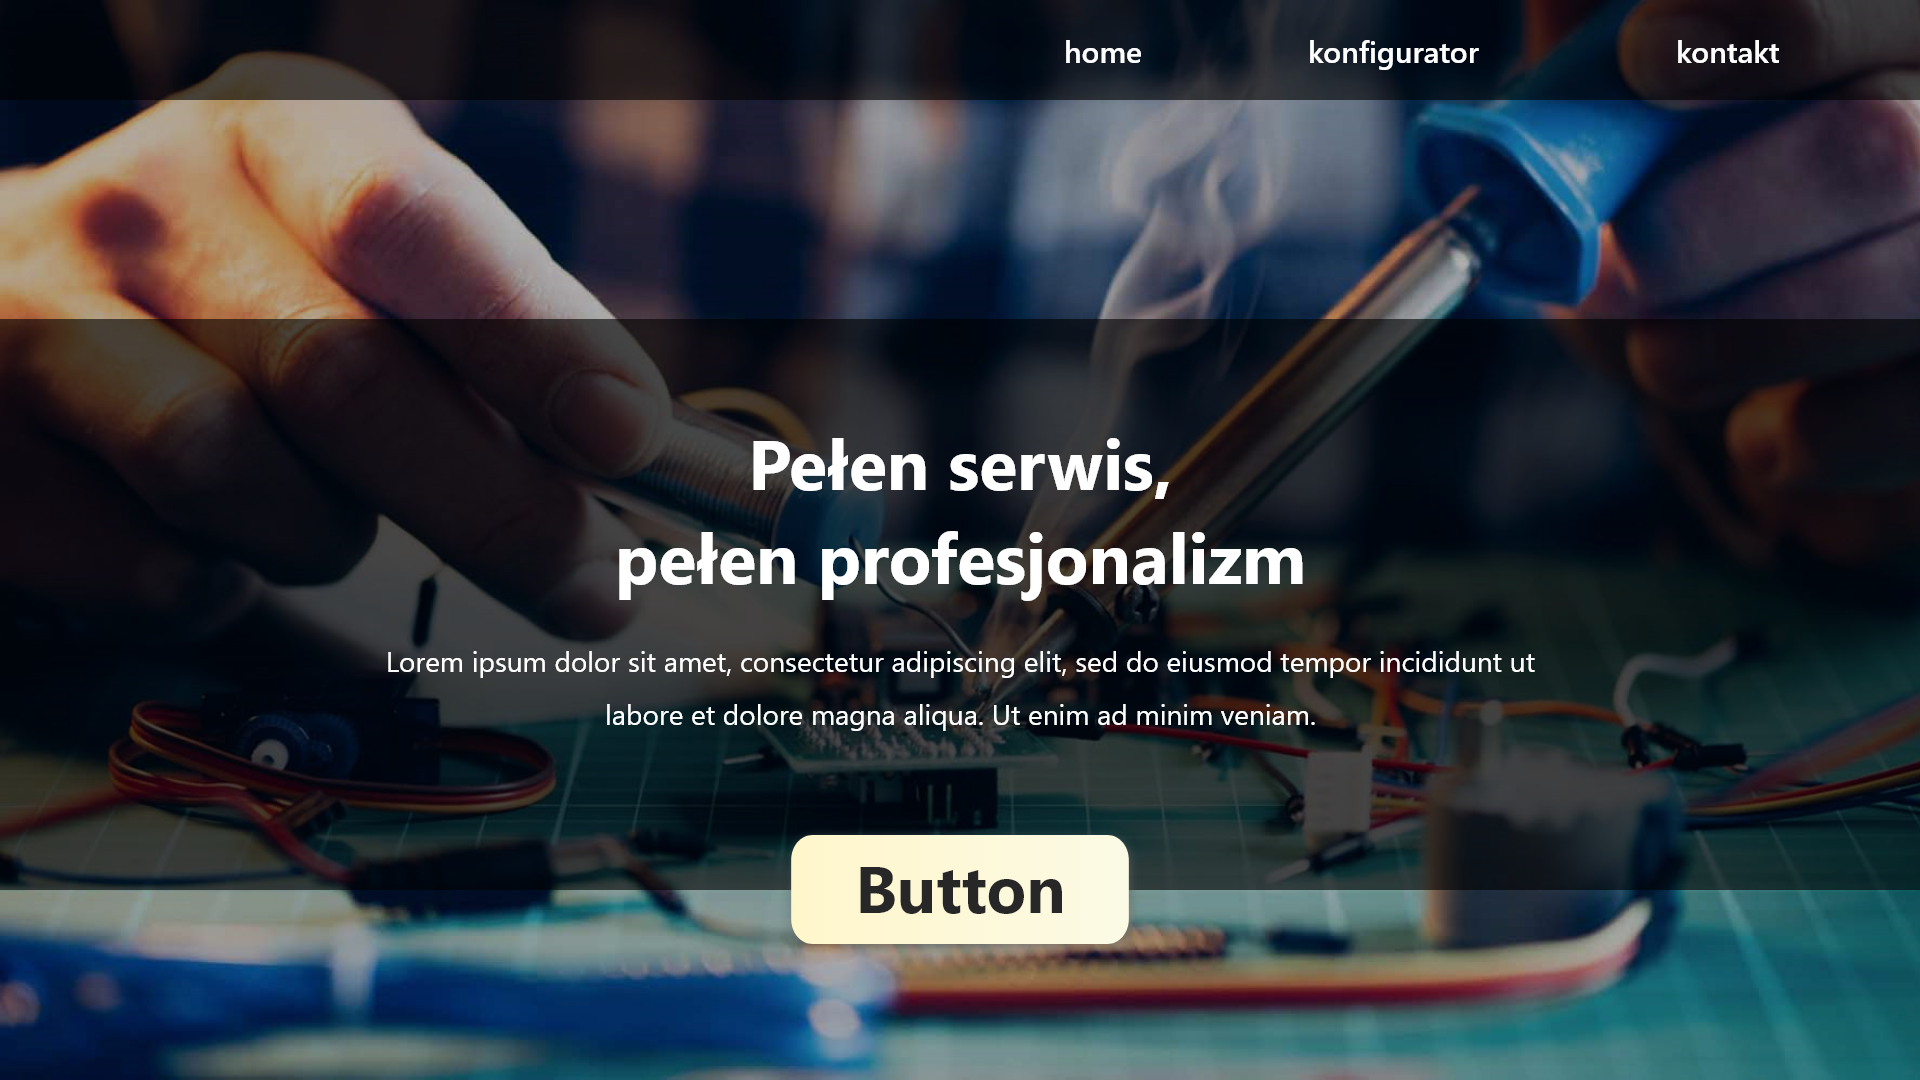 home
konfigurator
kontakt
Pełen serwis,
pełen profesjonalizm
Lorem ipsum dolor sit amet, consectetur adipiscing elit, sed do eiusmod tempor incididunt ut
labore et dolore magna aliqua. Ut enim ad minim veniam.
Button